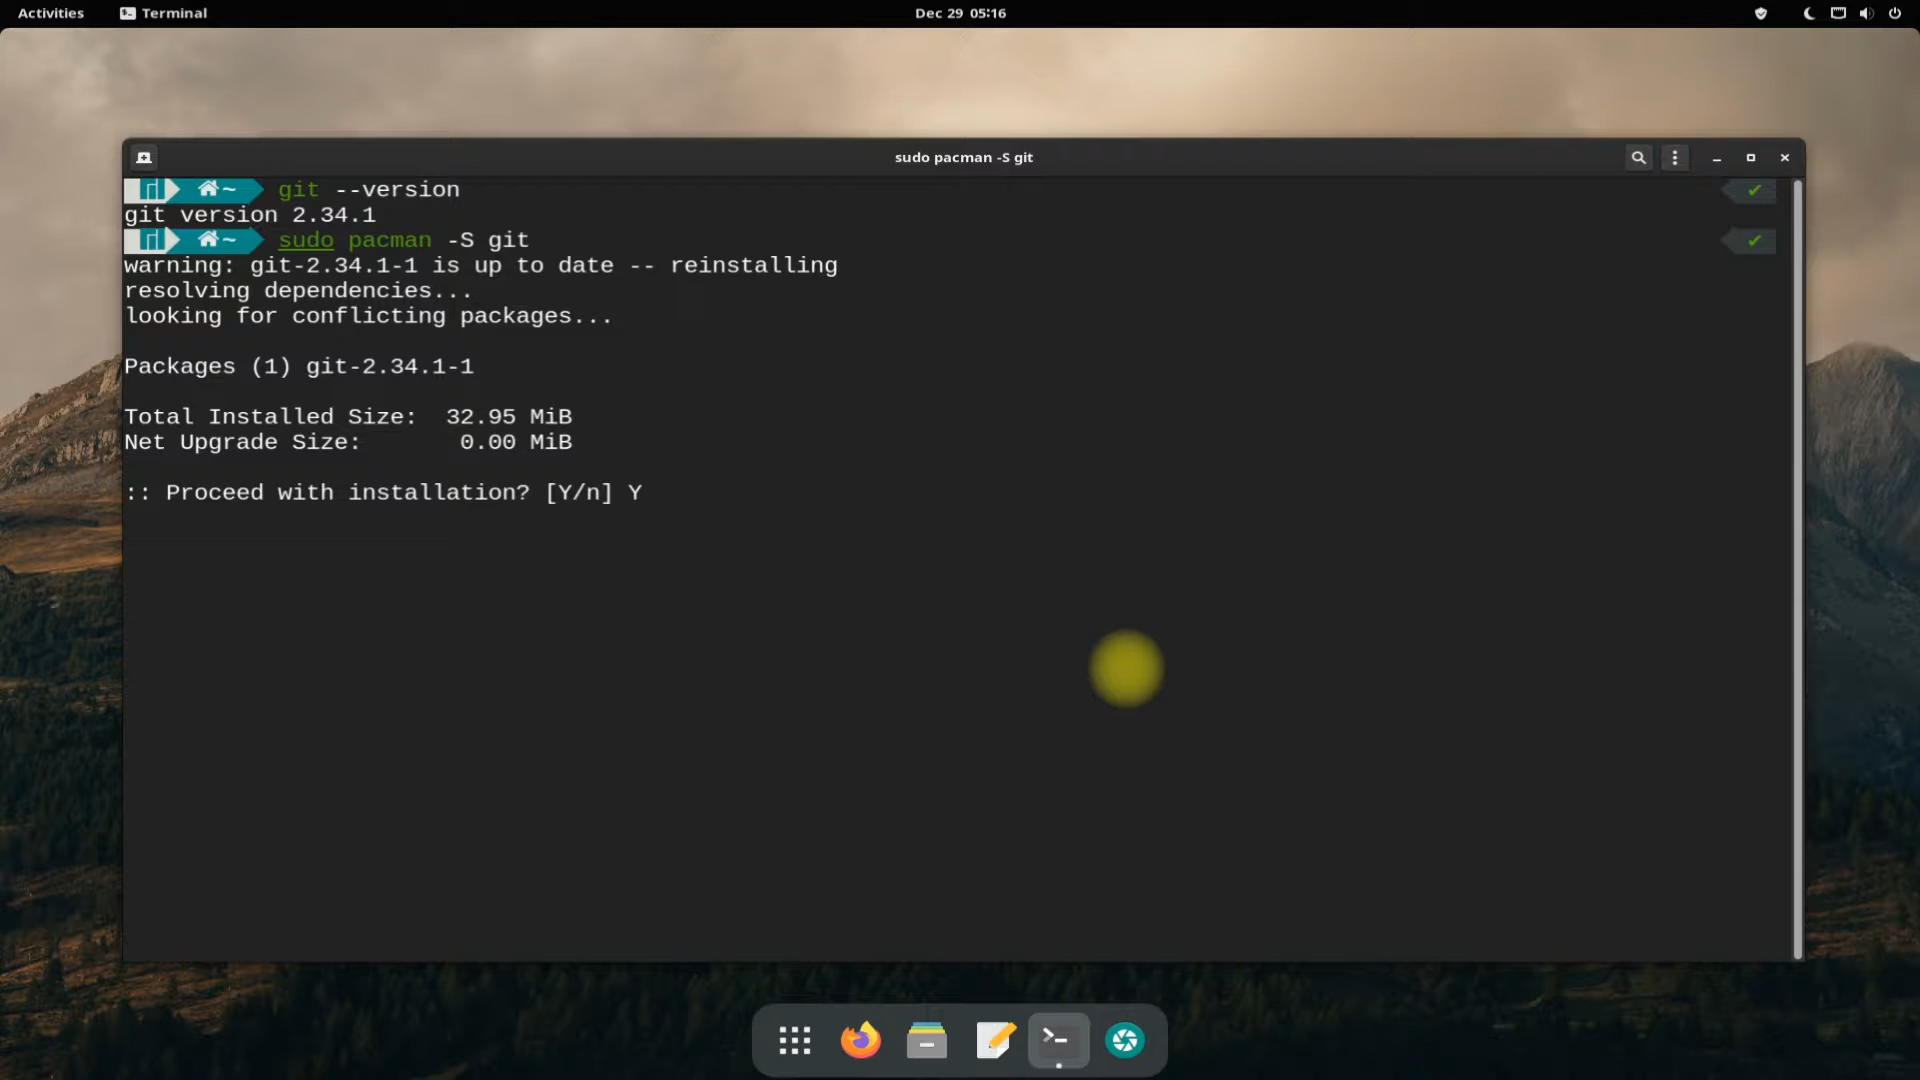 Activities Terminal Dec 29 05:16
sudo pacman -S git
~ git --version
git version 2.34.1
~ sudo pacman -S git
warning: git-2.34.1-1 is up to date -- reinstalling
resolving dependencies...
looking for conflicting packages...
Packages (1) git-2.34.1-1
Total Installed Size:  32.95 MiB
Net Upgrade Size:       0.00 MiB
:: Proceed with installation? [Y/n] Y